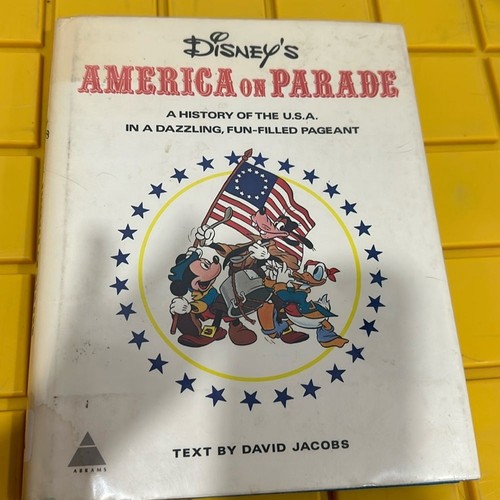 Disney's
AMERICA ON PARADE
A HISTORY OF THE U.S.A.
IN A DAZZLING, FUN-FILLED PAGEANT
TEXT BY DAVID JACOBS
ABRAMS